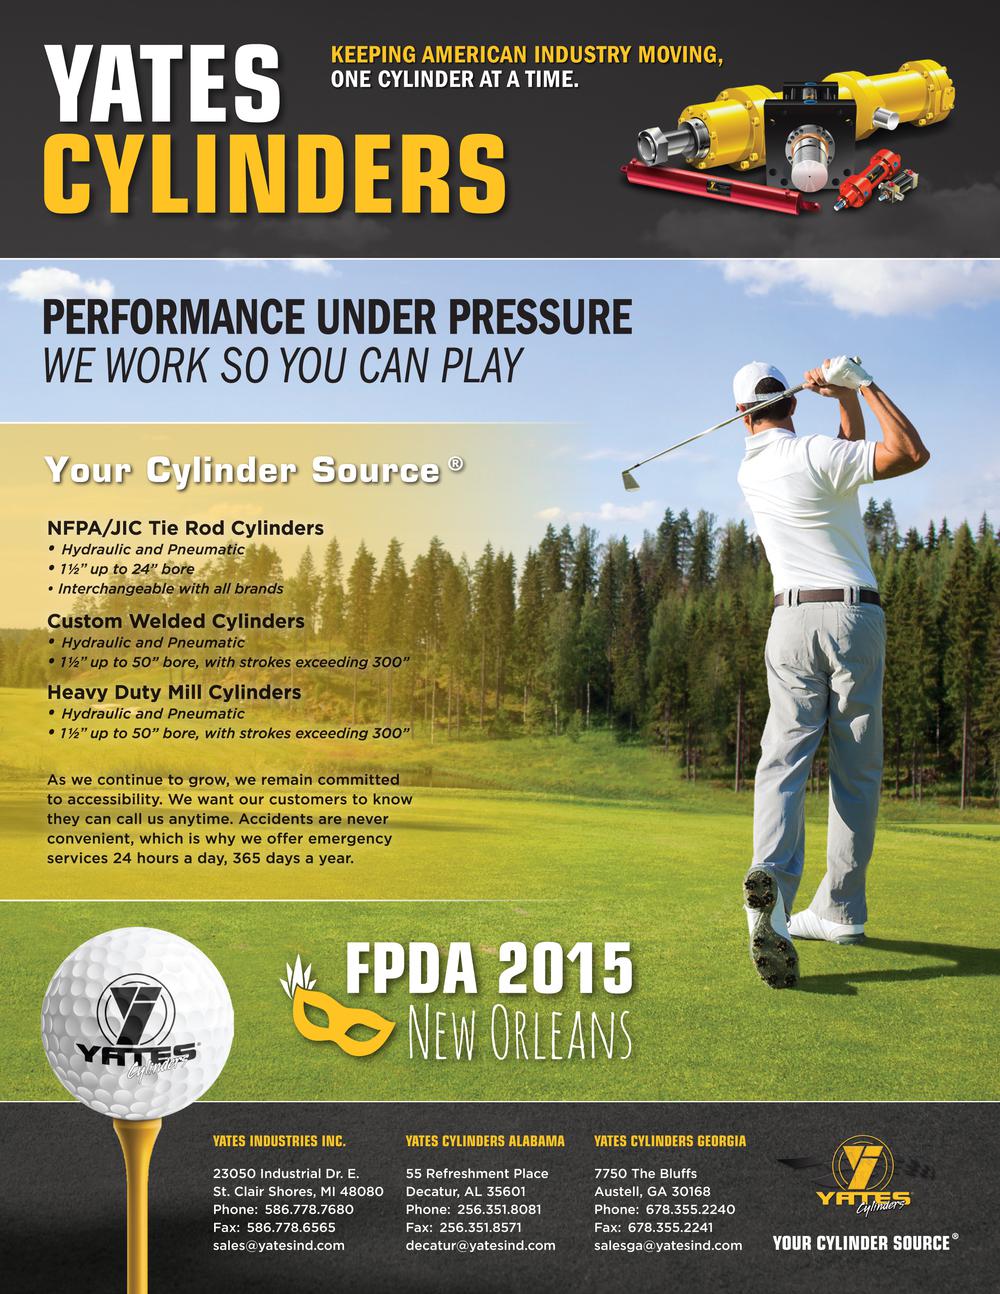 YATES
CYLINDERS
KEEPING AMERICAN INDUSTRY MOVING,
ONE CYLINDER AT A TIME.
PERFORMANCE UNDER PRESSURE
WE WORK SO YOU CAN PLAY
Your Cylinder Source®
NFPA/JIC Tie Rod Cylinders
• Hydraulic and Pneumatic
• 1½” up to 24” bore
• Interchangeable with all brands
Custom Welded Cylinders
• Hydraulic and Pneumatic
• 1½” up to 50” bore, with strokes exceeding 300”
Heavy Duty Mill Cylinders
• Hydraulic and Pneumatic
• 1½” up to 50” bore, with strokes exceeding 300”
As we continue to grow, we remain committed
to accessibility. We want our customers to know
they can call us anytime. Accidents are never
convenient, which is why we offer emergency
services 24 hours a day, 365 days a year.
FPDA 2015
NEW ORLEANS
YATES®
Cylinders
YATES INDUSTRIES INC.
23050 Industrial Dr. E.
St. Clair Shores, MI 48080
Phone: 586.778.7680
Fax: 586.778.6565
sales@yatesind.com
YATES CYLINDERS ALABAMA
55 Refreshment Place
Decatur, AL 35601
Phone: 256.351.8081
Fax: 256.351.8571
decatur@yatesind.com
YATES CYLINDERS GEORGIA
7750 The Bluffs
Austell, GA 30168
Phone: 678.355.2240
Fax: 678.355.2241
salesga@yatesind.com
YATES
Cylinders
YOUR CYLINDER SOURCE®